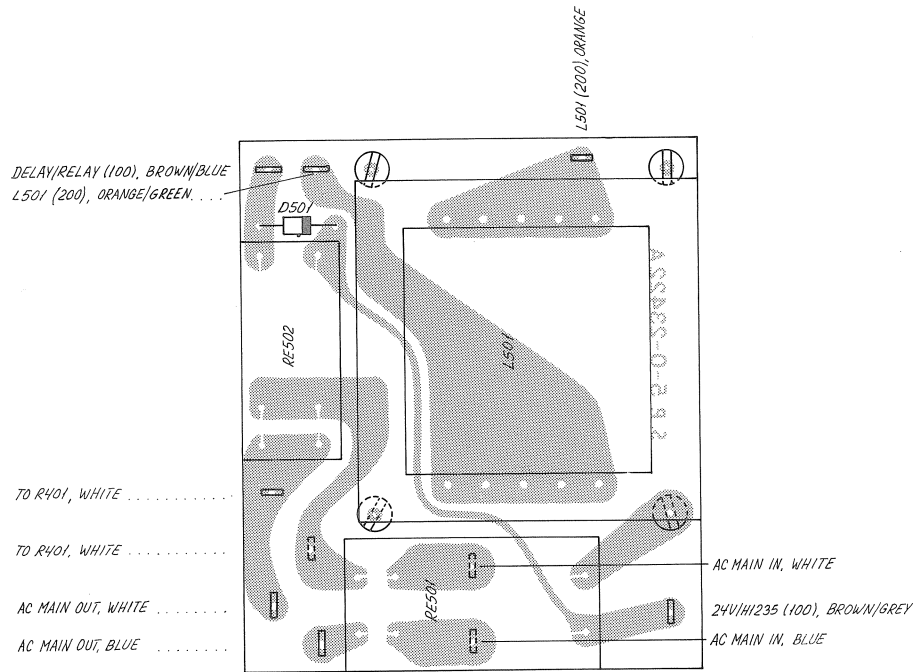 L501 (200), ORANGE
DELAY/RELAY (100), BROWN/BLUE
L501 (200), ORANGE/GREEN....
D501
RE502
L501
TO R401, WHITE ..........
TO R401, WHITE ..........
AC MAIN IN, WHITE
RE501
AC MAIN OUT, WHITE ........
24V/H1235 (100), BROWN/GREY
AC MAIN OUT, BLUE ........
AC MAIN IN, BLUE